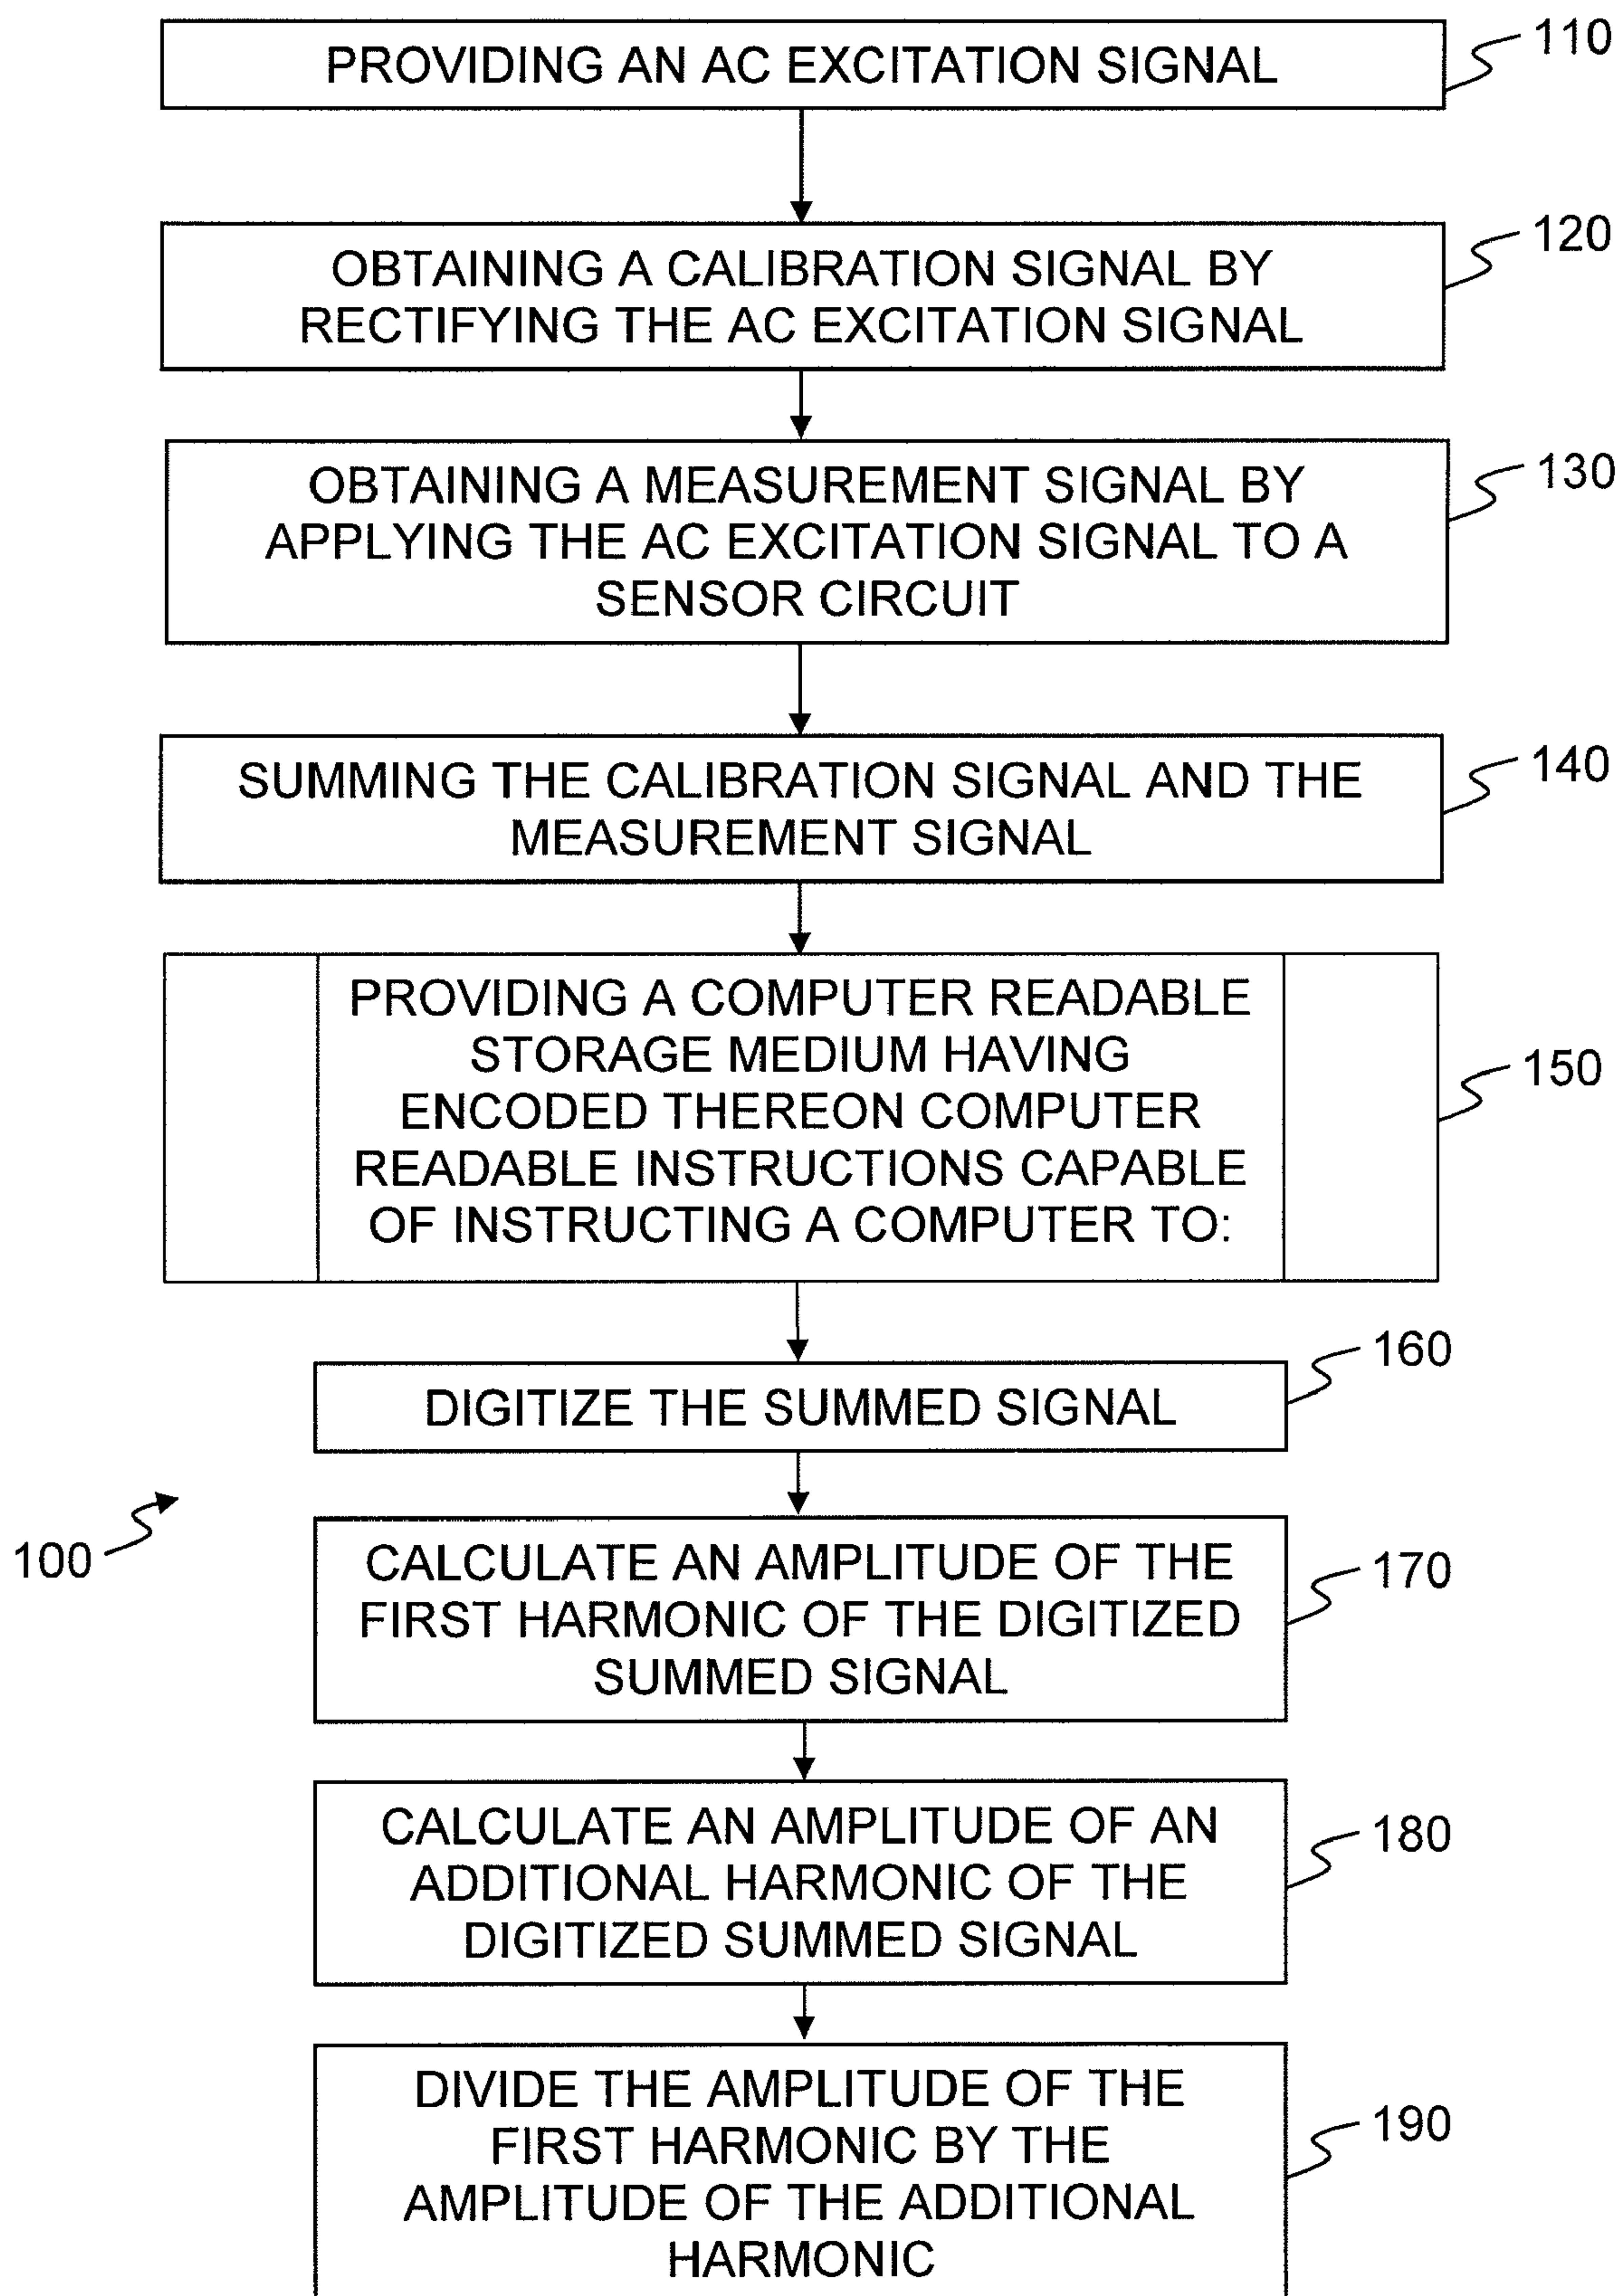 PROVIDING AN AC EXCITATION SIGNAL
110
OBTAINING A CALIBRATION SIGNAL BY
RECTIFYING THE AC EXCITATION SIGNAL
120
OBTAINING A MEASUREMENT SIGNAL BY
APPLYING THE AC EXCITATION SIGNAL TO A
SENSOR CIRCUIT
130
SUMMING THE CALIBRATION SIGNAL AND THE
MEASUREMENT SIGNAL
140
PROVIDING A COMPUTER READABLE
STORAGE MEDIUM HAVING
ENCODED THEREON COMPUTER
READABLE INSTRUCTIONS CAPABLE
OF INSTRUCTING A COMPUTER TO:
150
DIGITIZE THE SUMMED SIGNAL
160
100
CALCULATE AN AMPLITUDE OF THE
FIRST HARMONIC OF THE DIGITIZED
SUMMED SIGNAL
170
CALCULATE AN AMPLITUDE OF AN
ADDITIONAL HARMONIC OF THE
DIGITIZED SUMMED SIGNAL
180
DIVIDE THE AMPLITUDE OF THE
FIRST HARMONIC BY THE
AMPLITUDE OF THE ADDITIONAL
HARMONIC
190